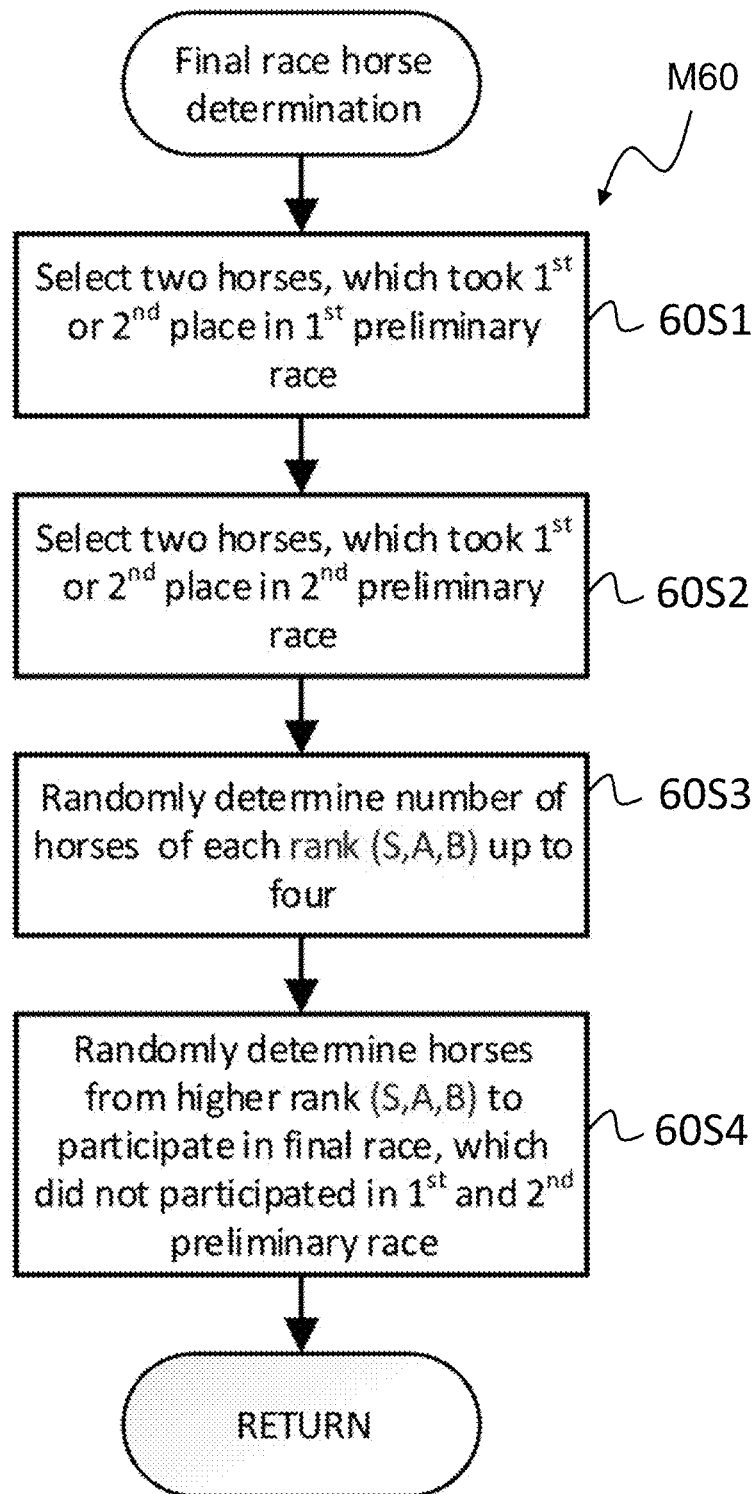 Final race horse
determination
M60
Select two horses, which took 1st
or 2nd place in 1st preliminary
race
60S1
Select two horses, which took 1st
or 2nd place in 2nd preliminary
race
60S2
Randomly determine number of
horses of each rank (S,A,B) up to
four
60S3
Randomly determine horses
from higher rank (S,A,B) to
participate in final race, which
did not participated in 1st and 2nd
preliminary race
60S4
RETURN